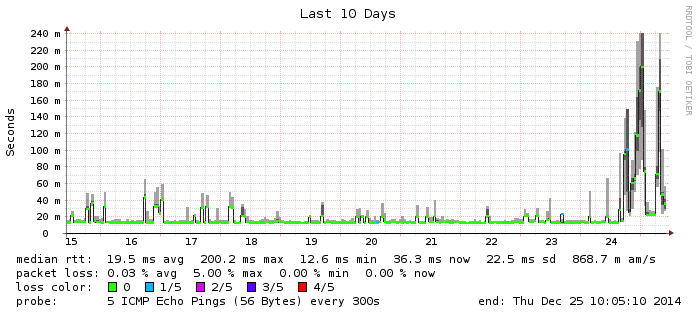 Last 10 Days
RRDTOOL / TOBI OETIKER
Seconds
240 m
220 m
200 m
180 m
160 m
140 m
120 m
100 m
80 m
60 m
40 m
20 m
0
15 16 17 18 19 20 21 22 23 24
median rtt: 19.5 ms avg 200.2 ms max 12.6 ms min 36.3 ms now 22.5 ms sd 868.7 m am/s
packet loss: 0.03 % avg 5.00 % max 0.00 % min 0.00 % now
loss color: 0 1/5 2/5 3/5 4/5
probe: 5 ICMP Echo Pings (56 Bytes) every 300s end: Thu Dec 25 10:05:10 2014